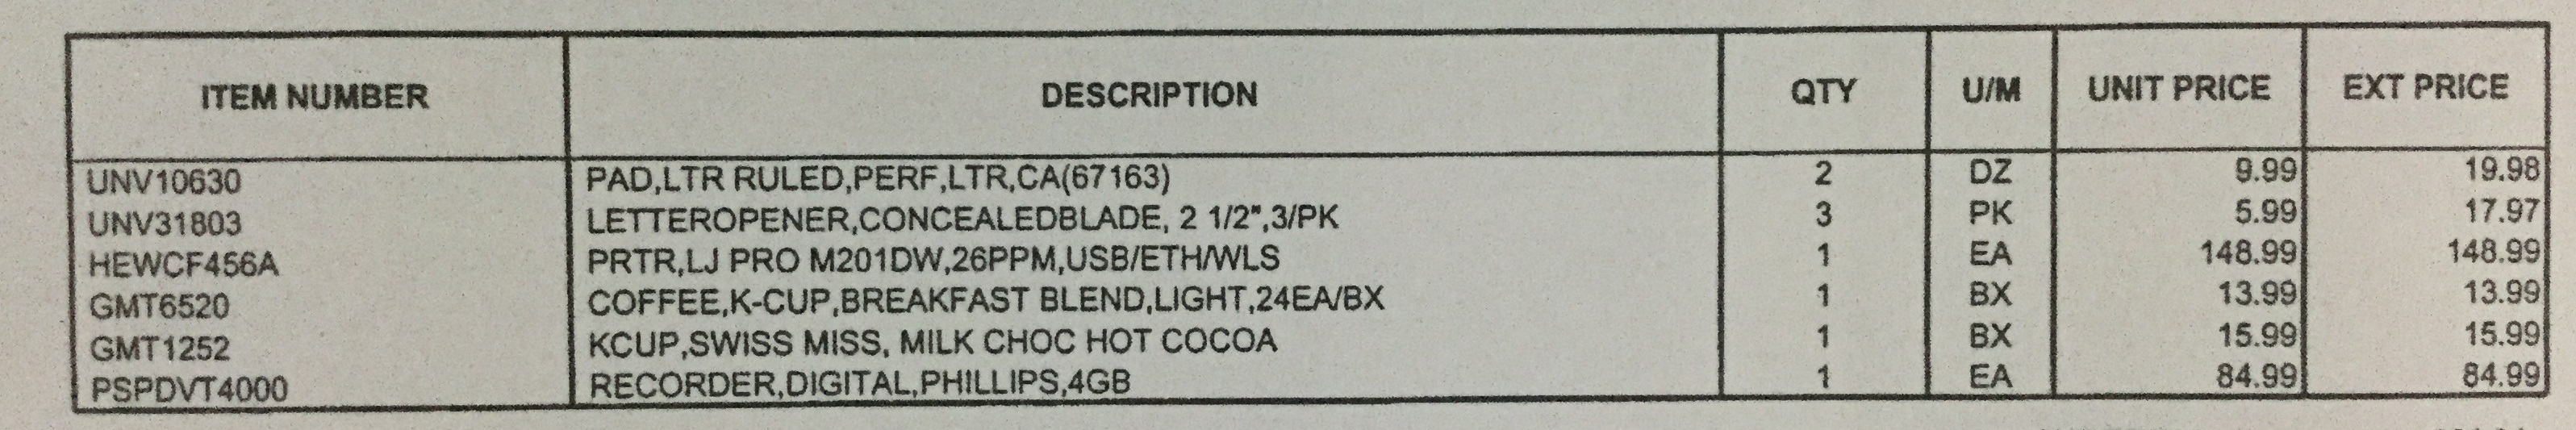 ITEM NUMBER DESCRIPTION QTY U/M UNIT PRICE EXT PRICE
UNV10630 PAD,LTR RULED,PERF,LTR,CA(67163) 2 DZ 9.99 19.98
UNV31803 LETTEROPENER,CONCEALEDBLADE, 2 1/2",3/PK 3 PK 5.99 17.97
HEWCF456A PRTR,LJ PRO M201DW,26PPM,USB/ETH/WLS 1 EA 148.99 148.99
GMT6520 COFFEE,K-CUP,BREAKFAST BLEND,LIGHT,24EA/BX 1 BX 13.99 13.99
GMT1252 KCUP,SWISS MISS, MILK CHOC HOT COCOA 1 BX 15.99 15.99
PSPDVT4000 RECORDER,DIGITAL,PHILLIPS,4GB 1 EA 84.99 84.99